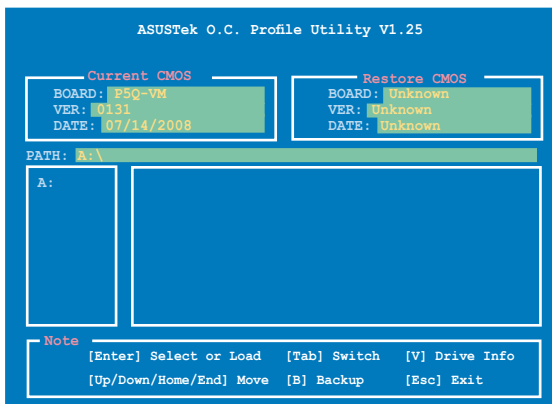 ASUSTek O.C. Profile Utility V1.25
Current CMOS
BOARD: P5Q-VM
VER: 0131
DATE: 07/14/2008
Restore CMOS
BOARD: Unknown
VER: Unknown
DATE: Unknown
PATH: A:\
A:
Note
[Enter] Select or Load [Tab] Switch [V] Drive Info
[Up/Down/Home/End] Move [B] Backup [Esc] Exit